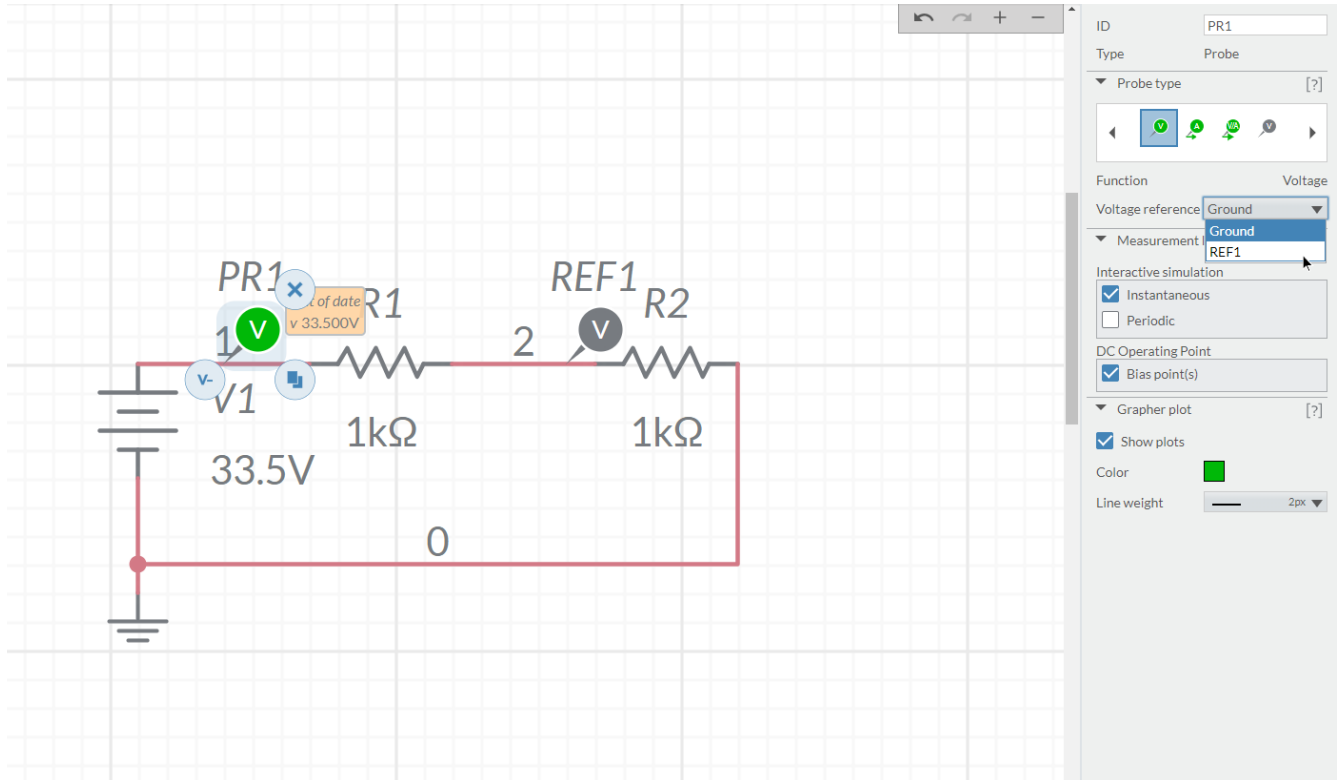 ID PR1
Type Probe
Probe type [?]
V A V/A V
Function Voltage
Voltage reference Ground
Ground
Measurement
REF1
Interactive simulation
Instantaneous
Periodic
DC Operating Point
Bias point(s)
Grapher plot [?]
Show plots
Color
Line weight 2px
PR1
of date
v 33.500V
V
1
V-
R1
1kΩ
2
REF1
V
R2
1kΩ
V1
33.5V
0